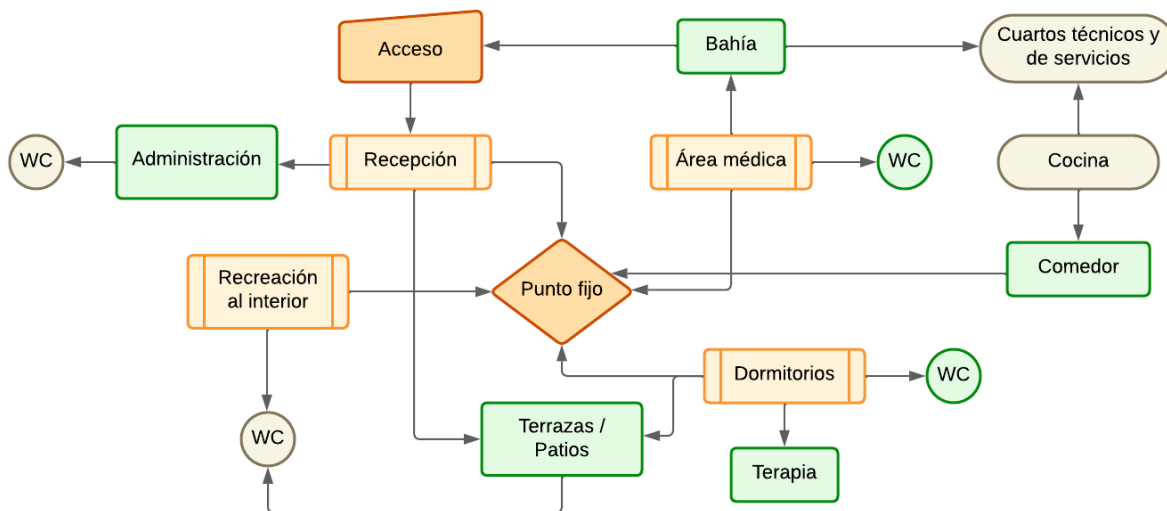 Acceso
Bahía
Cuartos técnicos y
de servicios
WC
Administración
Recepción
Área médica
WC
Cocina
Recreación
al interior
Punto fijo
Comedor
Dormitorios
WC
WC
Terrazas /
Patios
Terapia